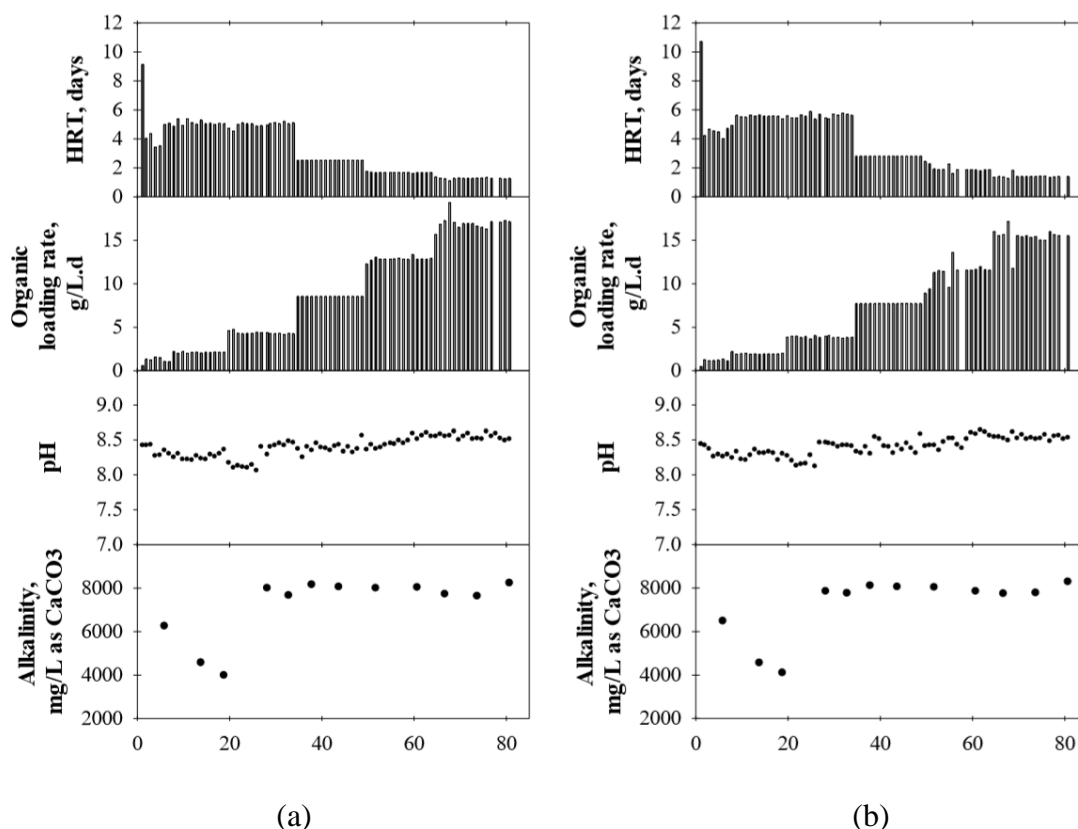 12
10
8
6
4
2
0
HRT, days
15
10
5
0
Organic
loading rate,
g/L.d
9.0
8.5
8.0
7.5
7.0
pH
8000
6000
4000
2000
Alkalinity,
mg/L as CaCO3
0 20 40 60 80
(a)
12
10
8
6
4
2
0
HRT, days
15
10
5
0
Organic
loading rate,
g/L.d
9.0
8.5
8.0
7.5
7.0
pH
8000
6000
4000
2000
Alkalinity,
mg/L as CaCO3
0 20 40 60 80
(b)